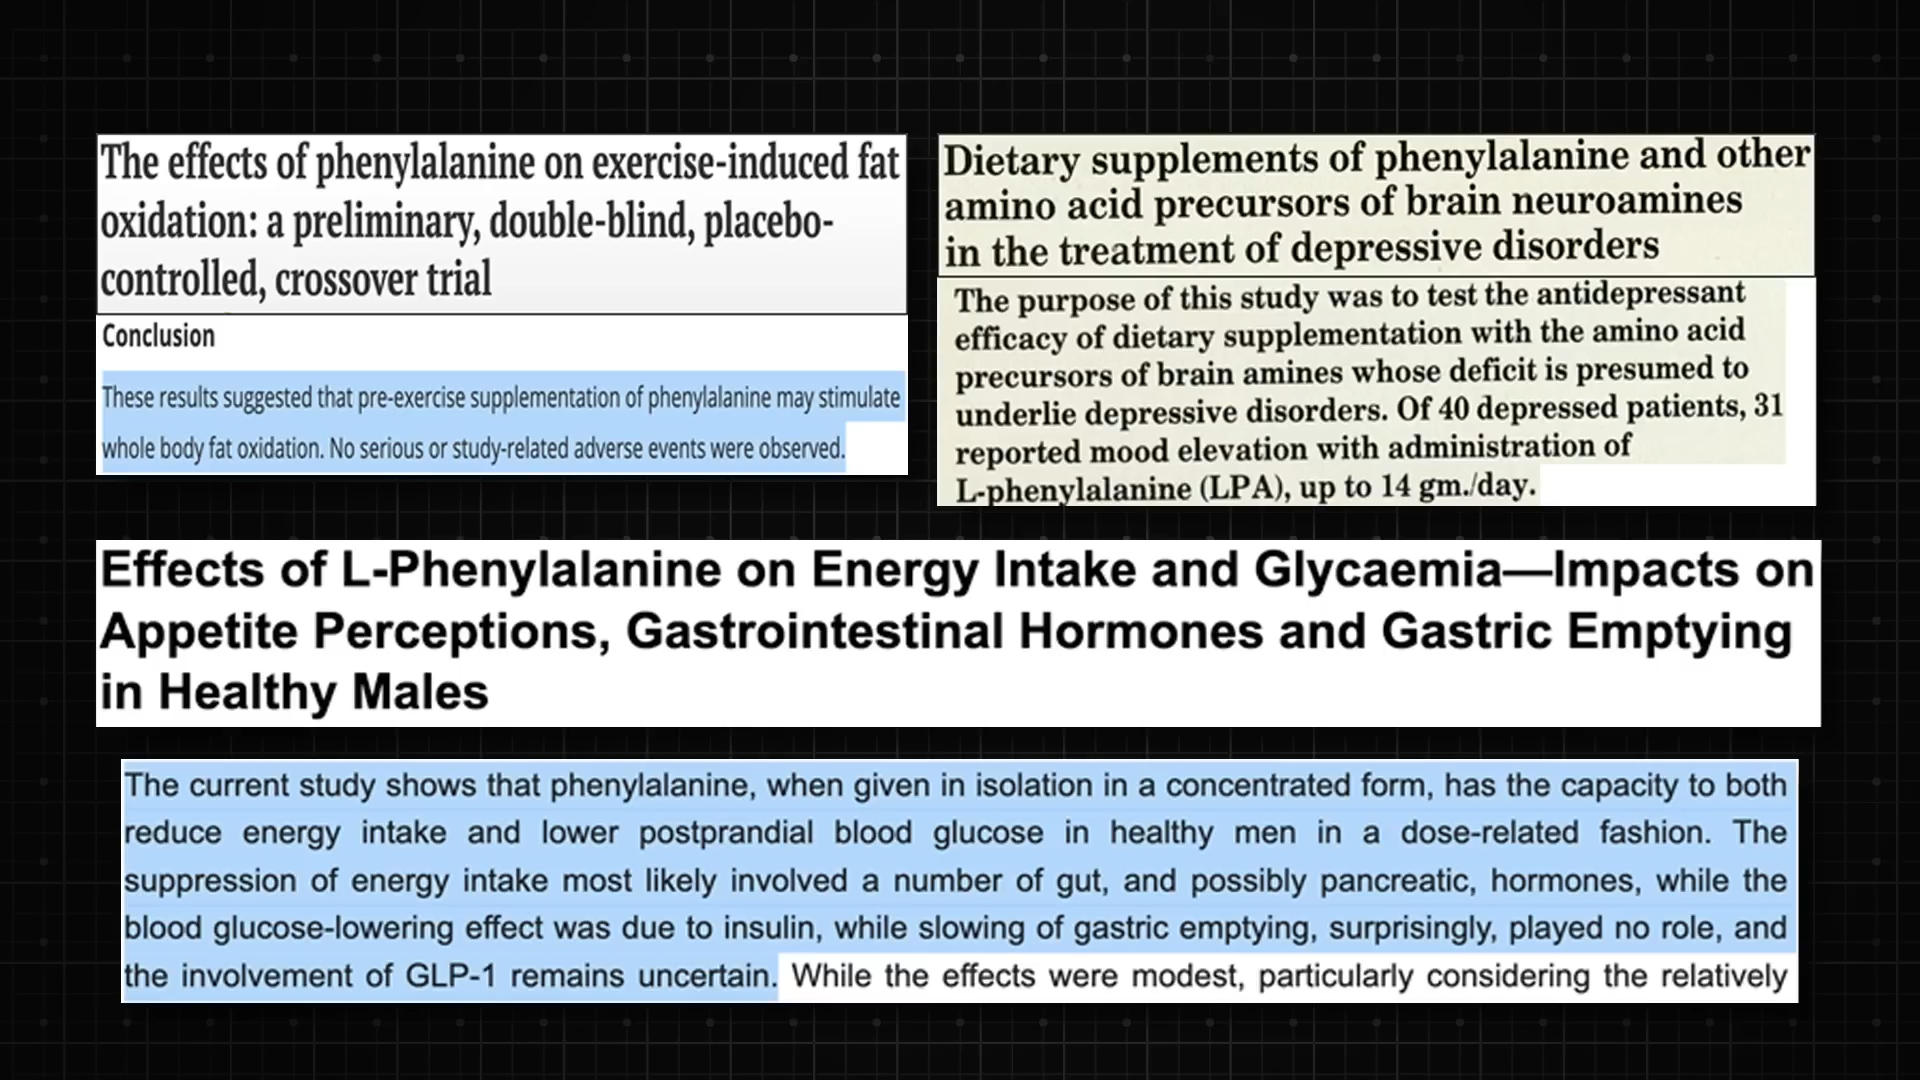 The effects of phenylalanine on exercise-induced fat
oxidation: a preliminary, double-blind, placebo-
controlled, crossover trial
Conclusion
These results suggested that pre-exercise supplementation of phenylalanine may stimulate
whole body fat oxidation. No serious or study-related adverse events were observed.
Dietary supplements of phenylalanine and other
amino acid precursors of brain neuroamines
in the treatment of depressive disorders
The purpose of this study was to test the antidepressant
efficacy of dietary supplementation with the amino acid
precursors of brain amines whose deficit is presumed to
underlie depressive disorders. Of 40 depressed patients, 31
reported mood elevation with administration of
L-phenylalanine (LPA), up to 14 gm./day.
Effects of L-Phenylalanine on Energy Intake and Glycaemia—Impacts on
Appetite Perceptions, Gastrointestinal Hormones and Gastric Emptying
in Healthy Males
The current study shows that phenylalanine, when given in isolation in a concentrated form, has the capacity to both
reduce energy intake and lower postprandial blood glucose in healthy men in a dose-related fashion. The
suppression of energy intake most likely involved a number of gut, and possibly pancreatic, hormones, while the
blood glucose-lowering effect was due to insulin, while slowing of gastric emptying, surprisingly, played no role, and
the involvement of GLP-1 remains uncertain. While the effects were modest, particularly considering the relatively